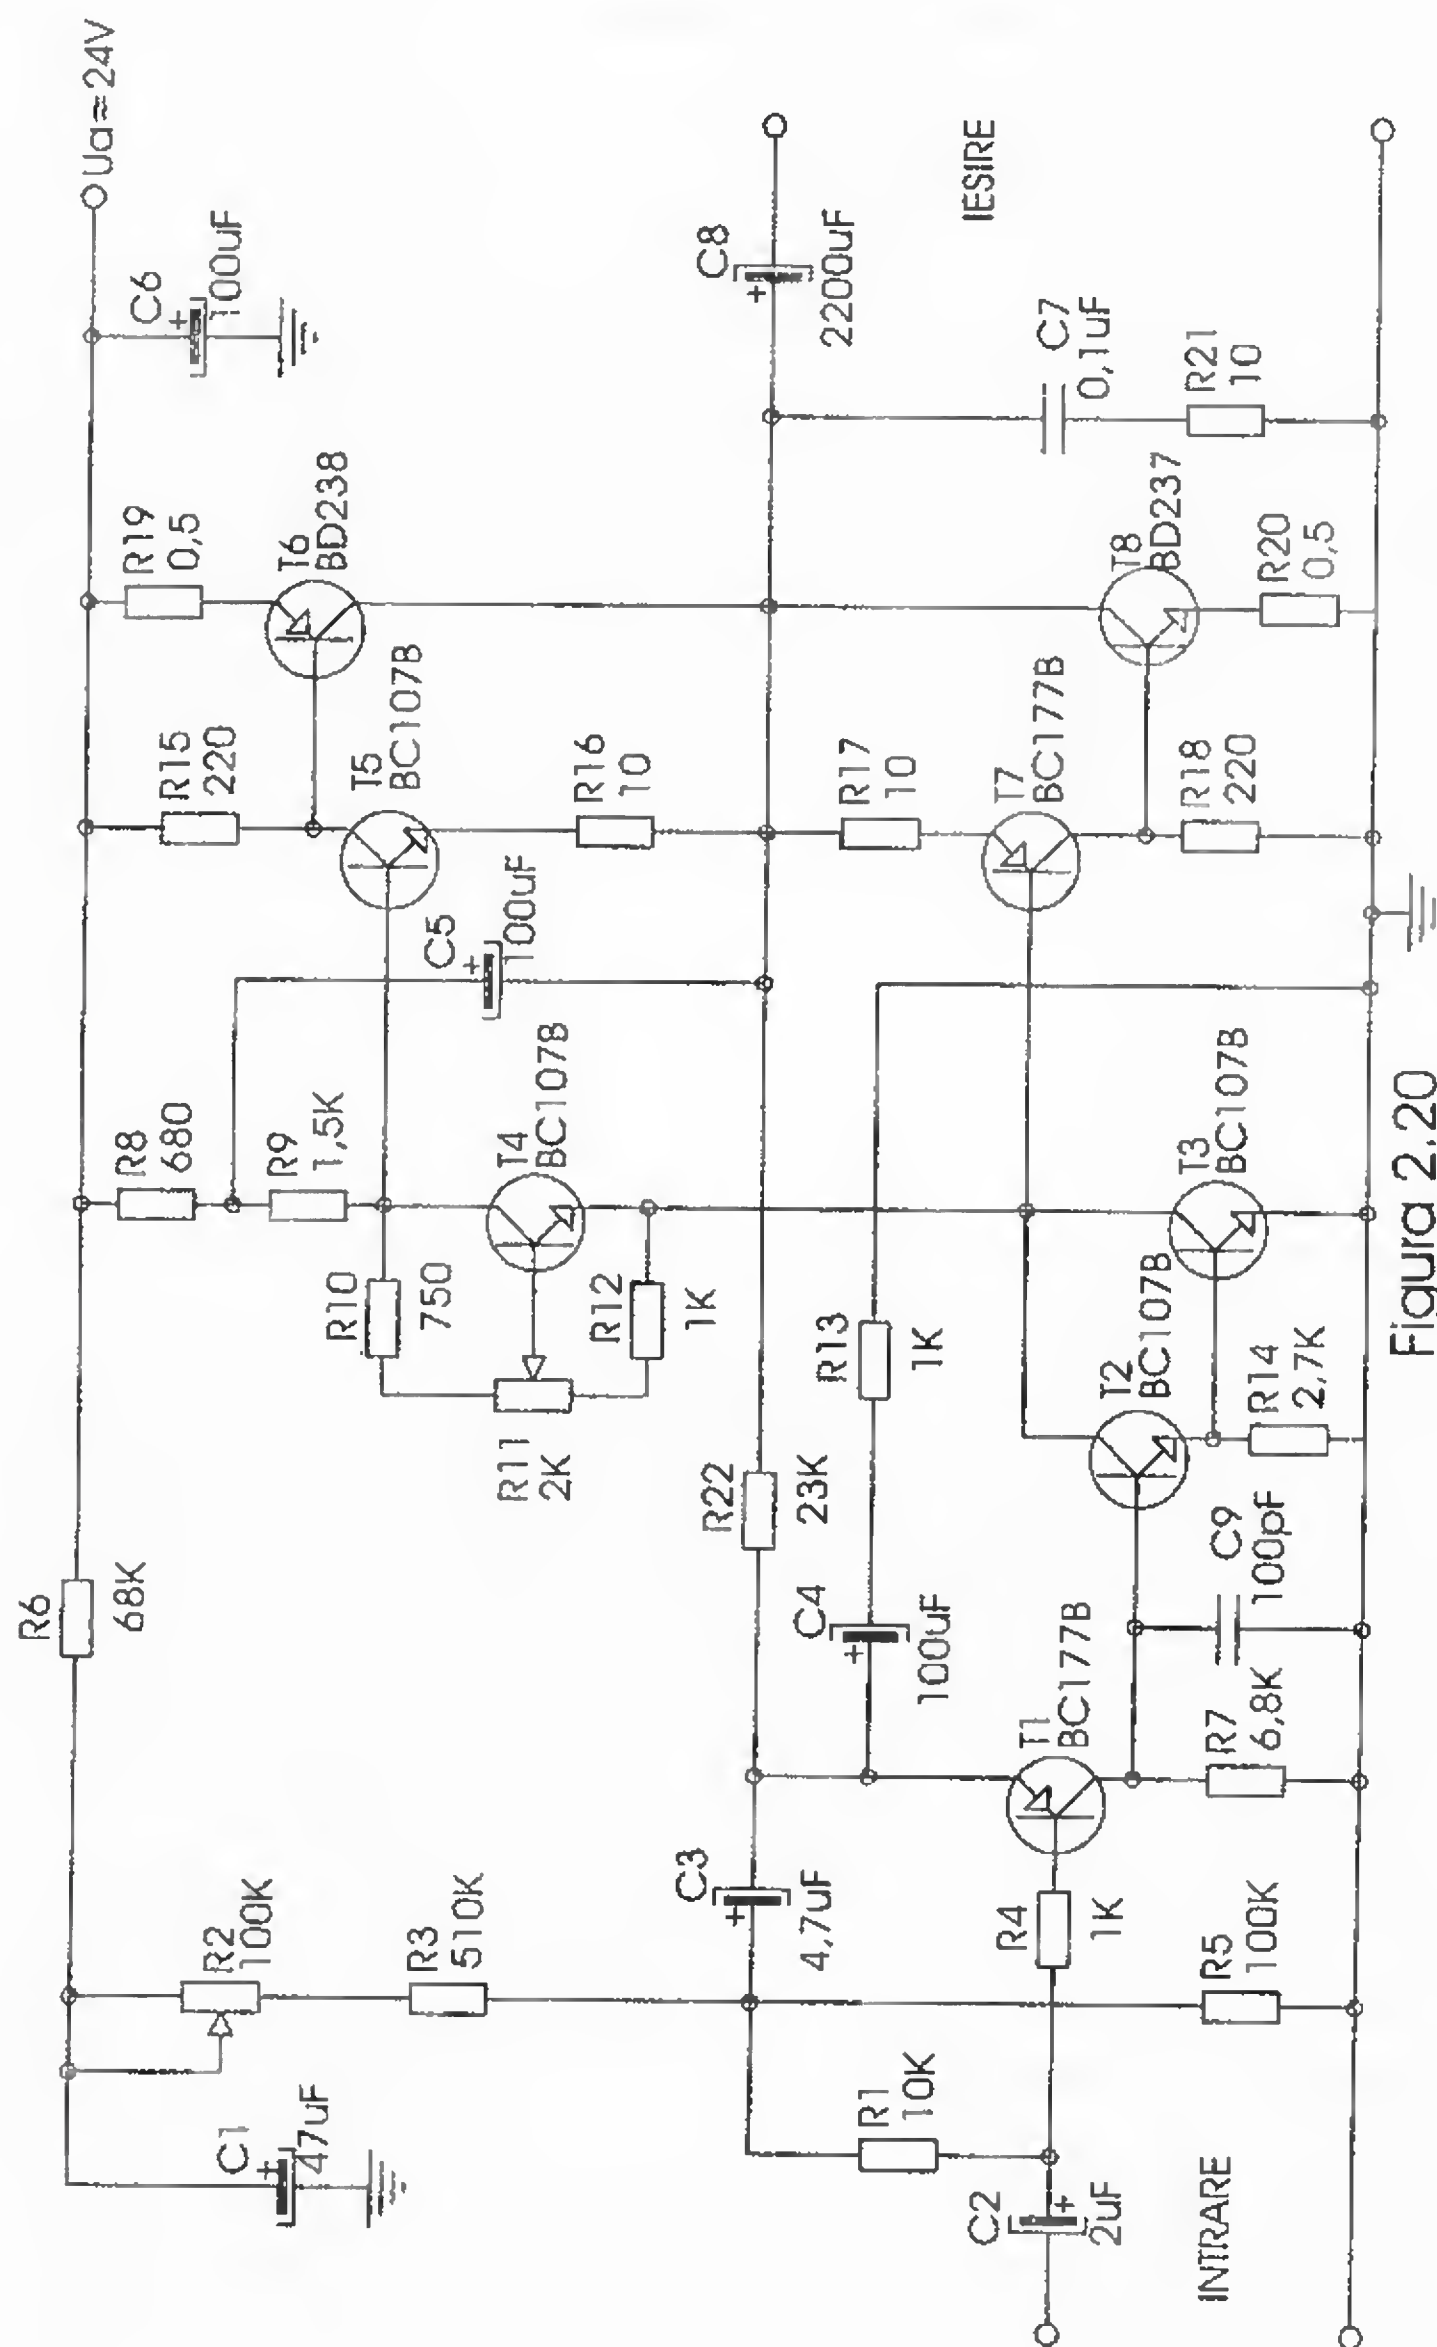 Ua=24V
C6
100uF
R19
0,5
T6
BD238
R15
220
T5
BC107B
R16
10
C8
2200uF
IESIRE
C7
0,1uF
R21
10
R17
10
T7
BC177B
T8
BD237
R20
0,5
R18
220
C5
100uF
R8
680
R9
1,5K
T4
BC107B
R10
750
R12
1K
R11
2K
R13
1K
T3
BC107B
T2
BC107B
R14
2,7K
R22
23K
R6
68K
C4
100uF
C9
100pF
T1
BC177B
R7
6,8K
C3
4,7uF
R4
1K
R5
100K
R2
100K
R3
510K
R1
10K
C1
47uF
C2
2uF
INTRARE
Figura 2.20